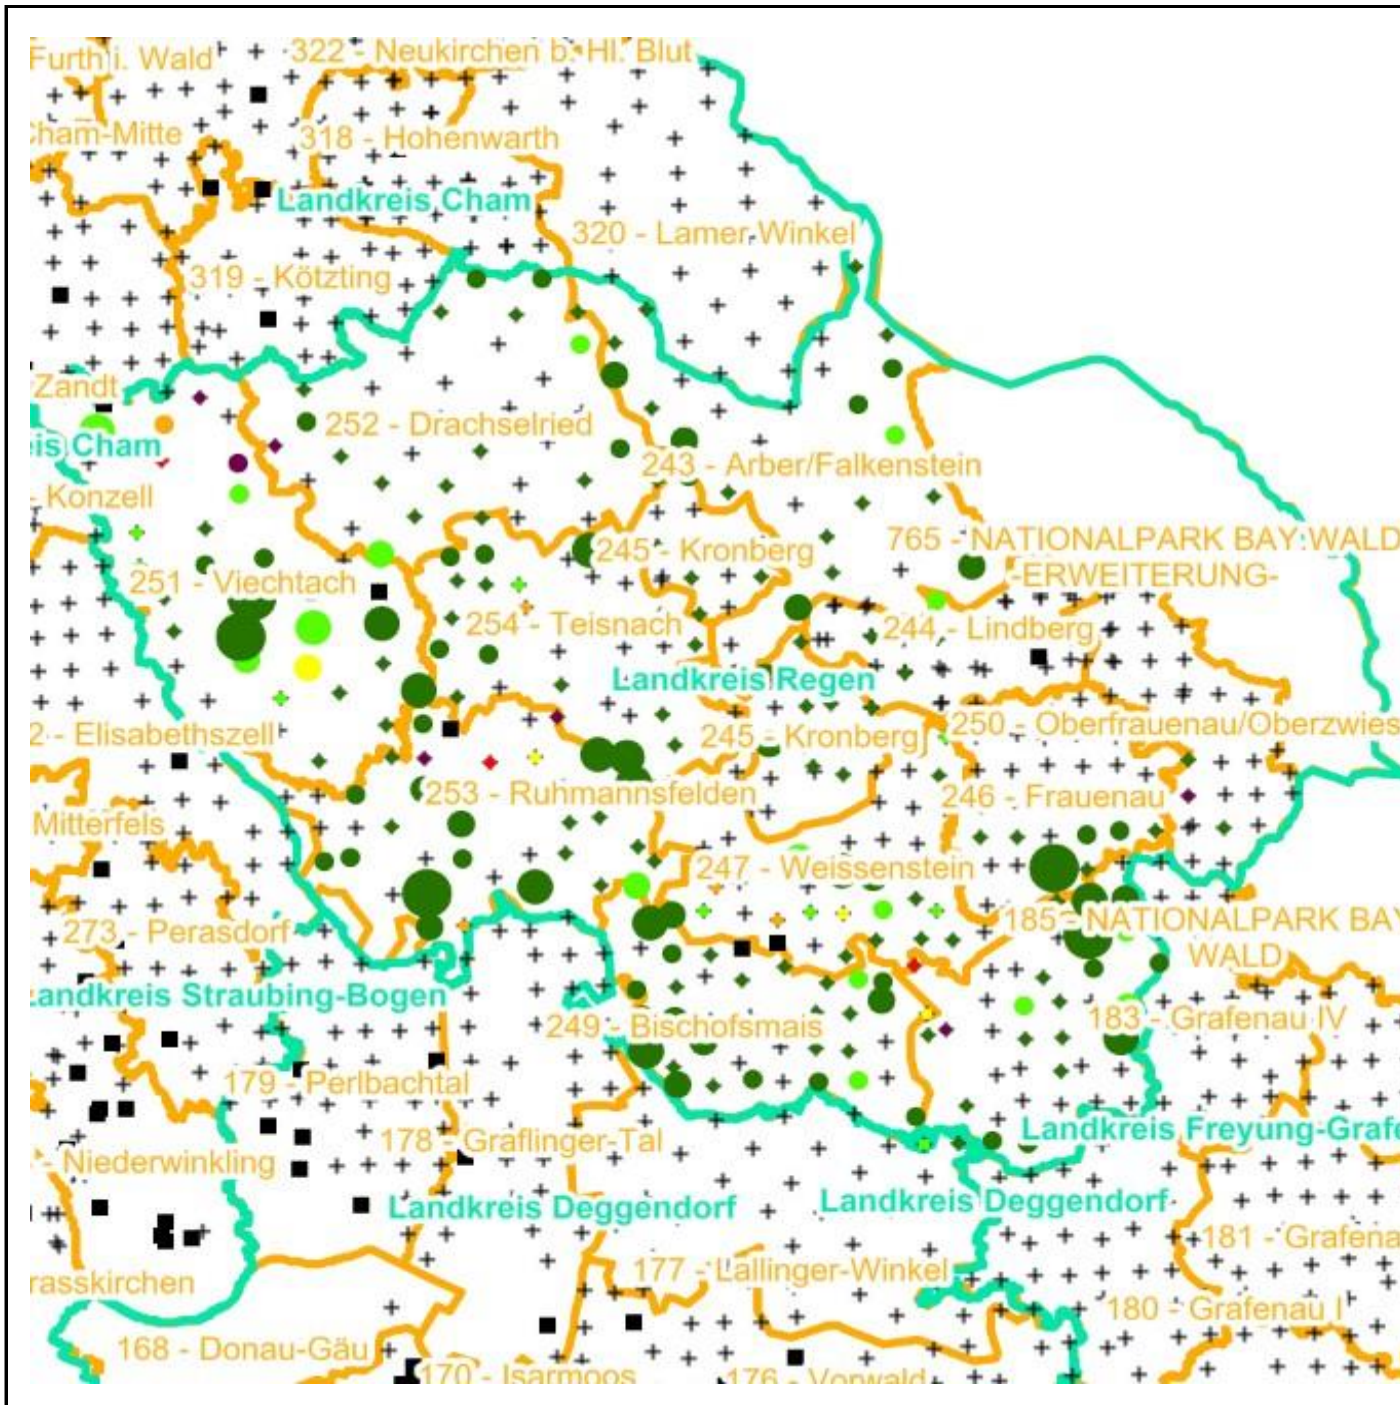 322 - Neukirchen b. Hl. Blut
Furth i. Wald
Cham-Mitte
318 - Hohenwarth
Landkreis Cham
320 - Lamer Winkel
319 - Kötzting
Zandt
252 - Drachselried
eis Cham
243 - Arber/Falkenstein
- Konzell
765 - NATIONALPARK BAY.WALD
-ERWEITERUNG-
245 - Kronberg
251 - Viechtach
254 - Teisnach
244 - Lindberg
Landkreis Regen
250 - Oberfrauenau/Oberzwies
2 - Elisabethszell
245 - Kronberg
253 - Ruhmannsfelden
246 - Frauenau
Mitterfels
247 - Weissenstein
185 - NATIONALPARK BA
WALD
273 - Perasdorf
Landkreis Straubing-Bogen
249 - Bischofsmais
183 - Grafenau IV
179 - Perlbachtal
178 - Graflinger-Tal
Landkreis Freyung-Grafe
- Niederwinkling
Landkreis Deggendorf
Landkreis Deggendorf
181 - Grafena
177 - Lallinger-Winkel
rasskirchen
180 - Grafenau I
168 - Donau-Gäu
170 - Isarmoos
176 - Vorwald